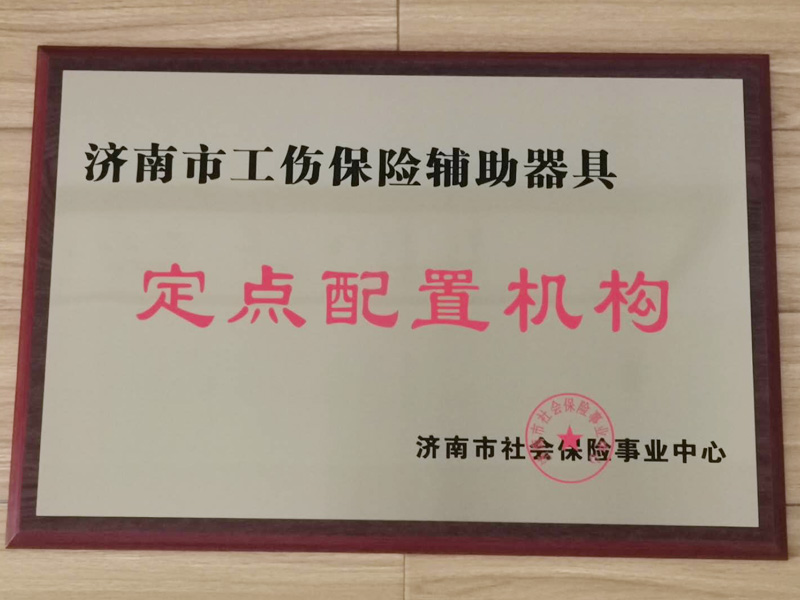 济南市工伤保险辅助器具
定点配置机构
济南市社会保险事业中心